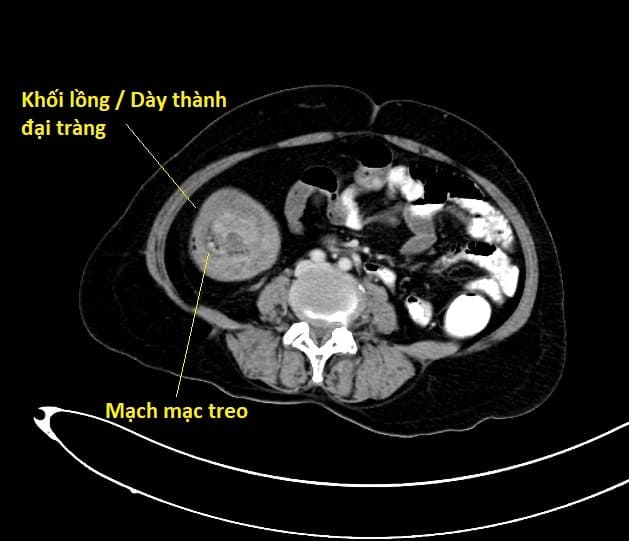 Khối lồng / Dày thành
đại tràng
Mạch mạc treo